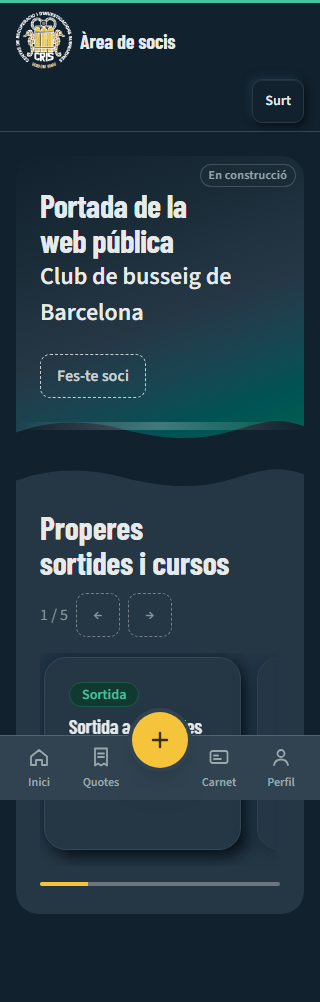 CRIS
Àrea de socis
Surt
En construcció
Portada de la
web pública
Club de busseig de
Barcelona
Fes-te soci
Properes
sortides i cursos
1 / 5 ← →
Sortida
Sortida a
+
Inici Quotes Carnet Perfil